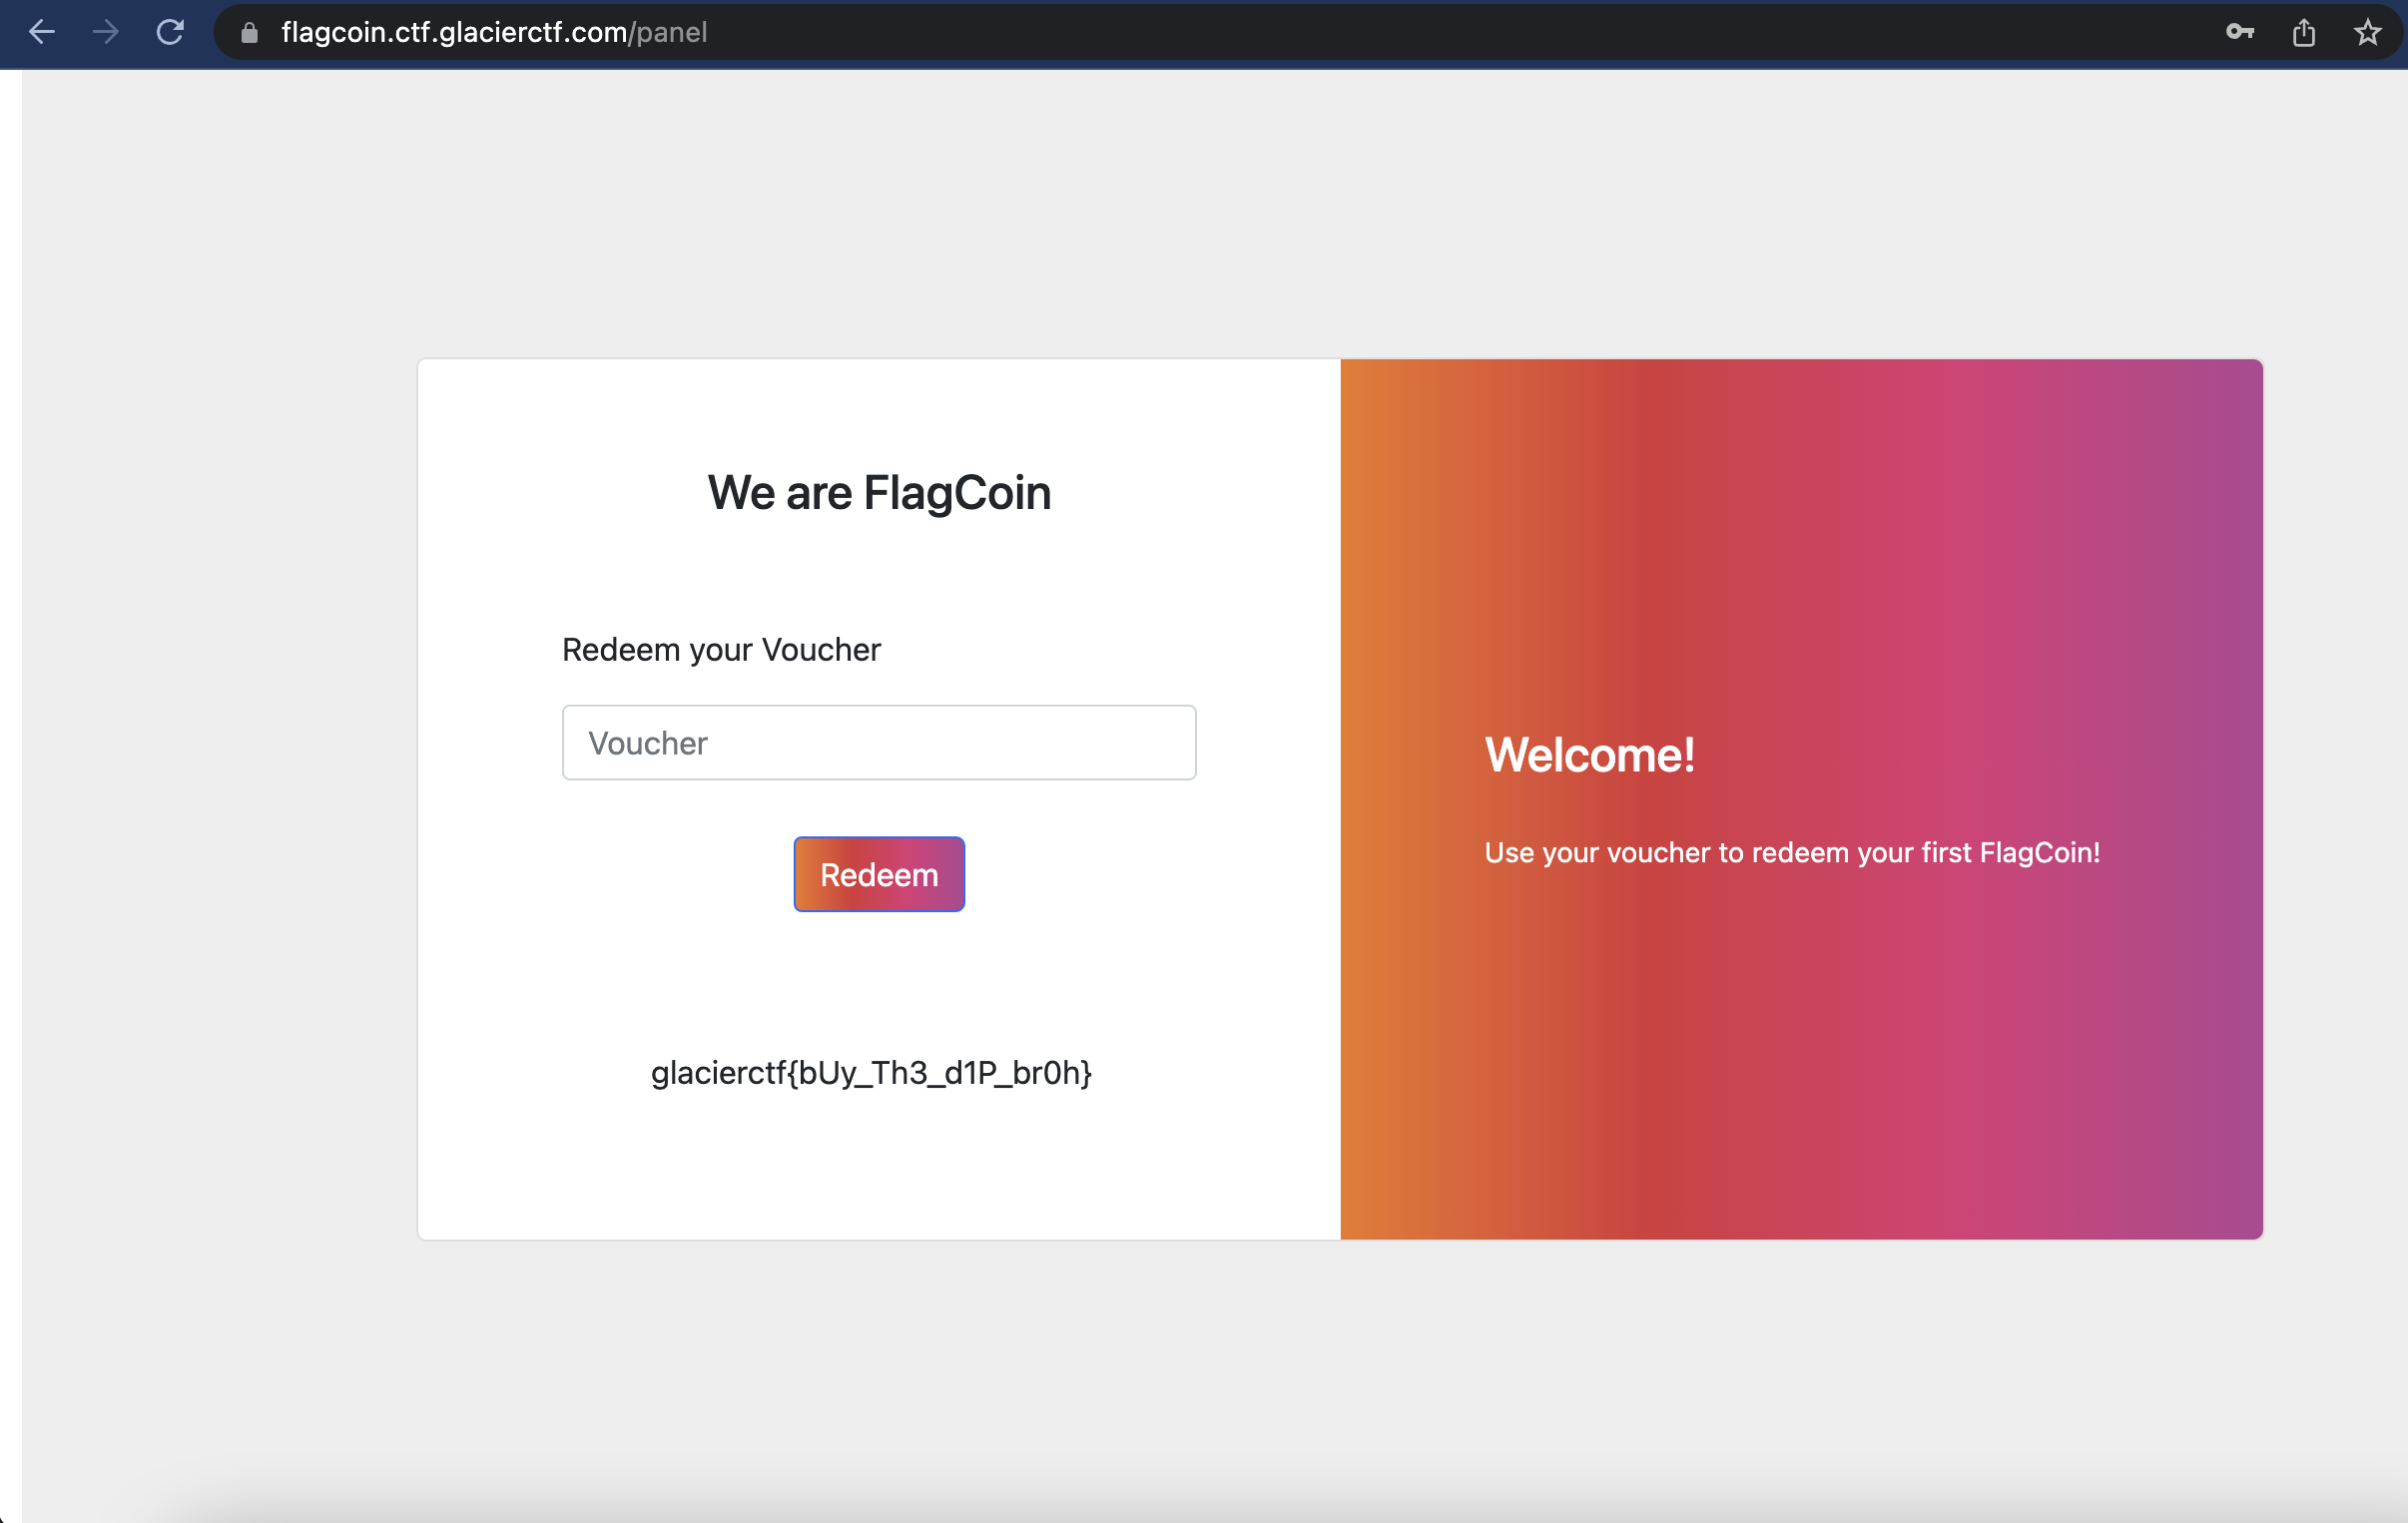 flagcoin.ctf.glacierctf.com/panel
We are FlagCoin
Redeem your Voucher
Voucher
Redeem
glacierctf{bUy_Th3_d1P_br0h}
Welcome!
Use your voucher to redeem your first FlagCoin!